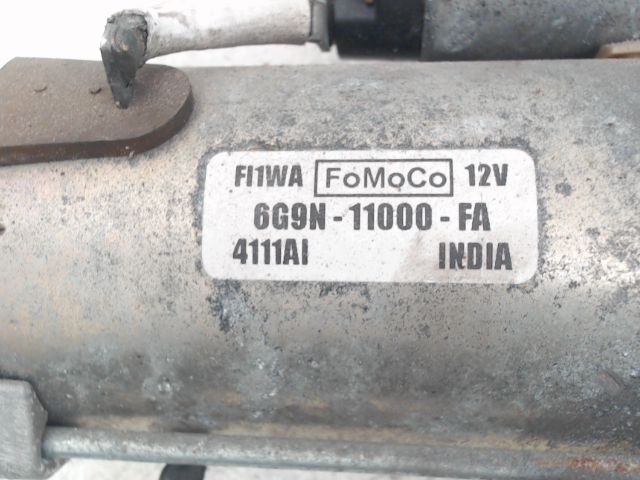 FI1WA FoMoCo 12V
6G9N - 11000 - FA
4111AI INDIA